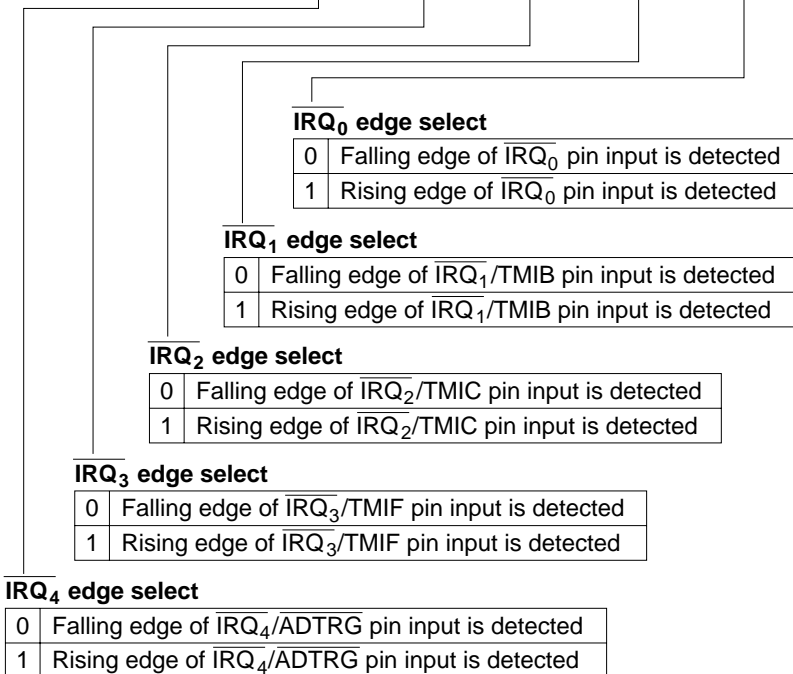 IRQ0 edge select
0 Falling edge of IRQ0 pin input is detected
1 Rising edge of IRQ0 pin input is detected
IRQ1 edge select
0 Falling edge of IRQ1/TMIB pin input is detected
1 Rising edge of IRQ1/TMIB pin input is detected
IRQ2 edge select
0 Falling edge of IRQ2/TMIC pin input is detected
1 Rising edge of IRQ2/TMIC pin input is detected
IRQ3 edge select
0 Falling edge of IRQ3/TMIF pin input is detected
1 Rising edge of IRQ3/TMIF pin input is detected
IRQ4 edge select
0 Falling edge of IRQ4/ADTRG pin input is detected
1 Rising edge of IRQ4/ADTRG pin input is detected